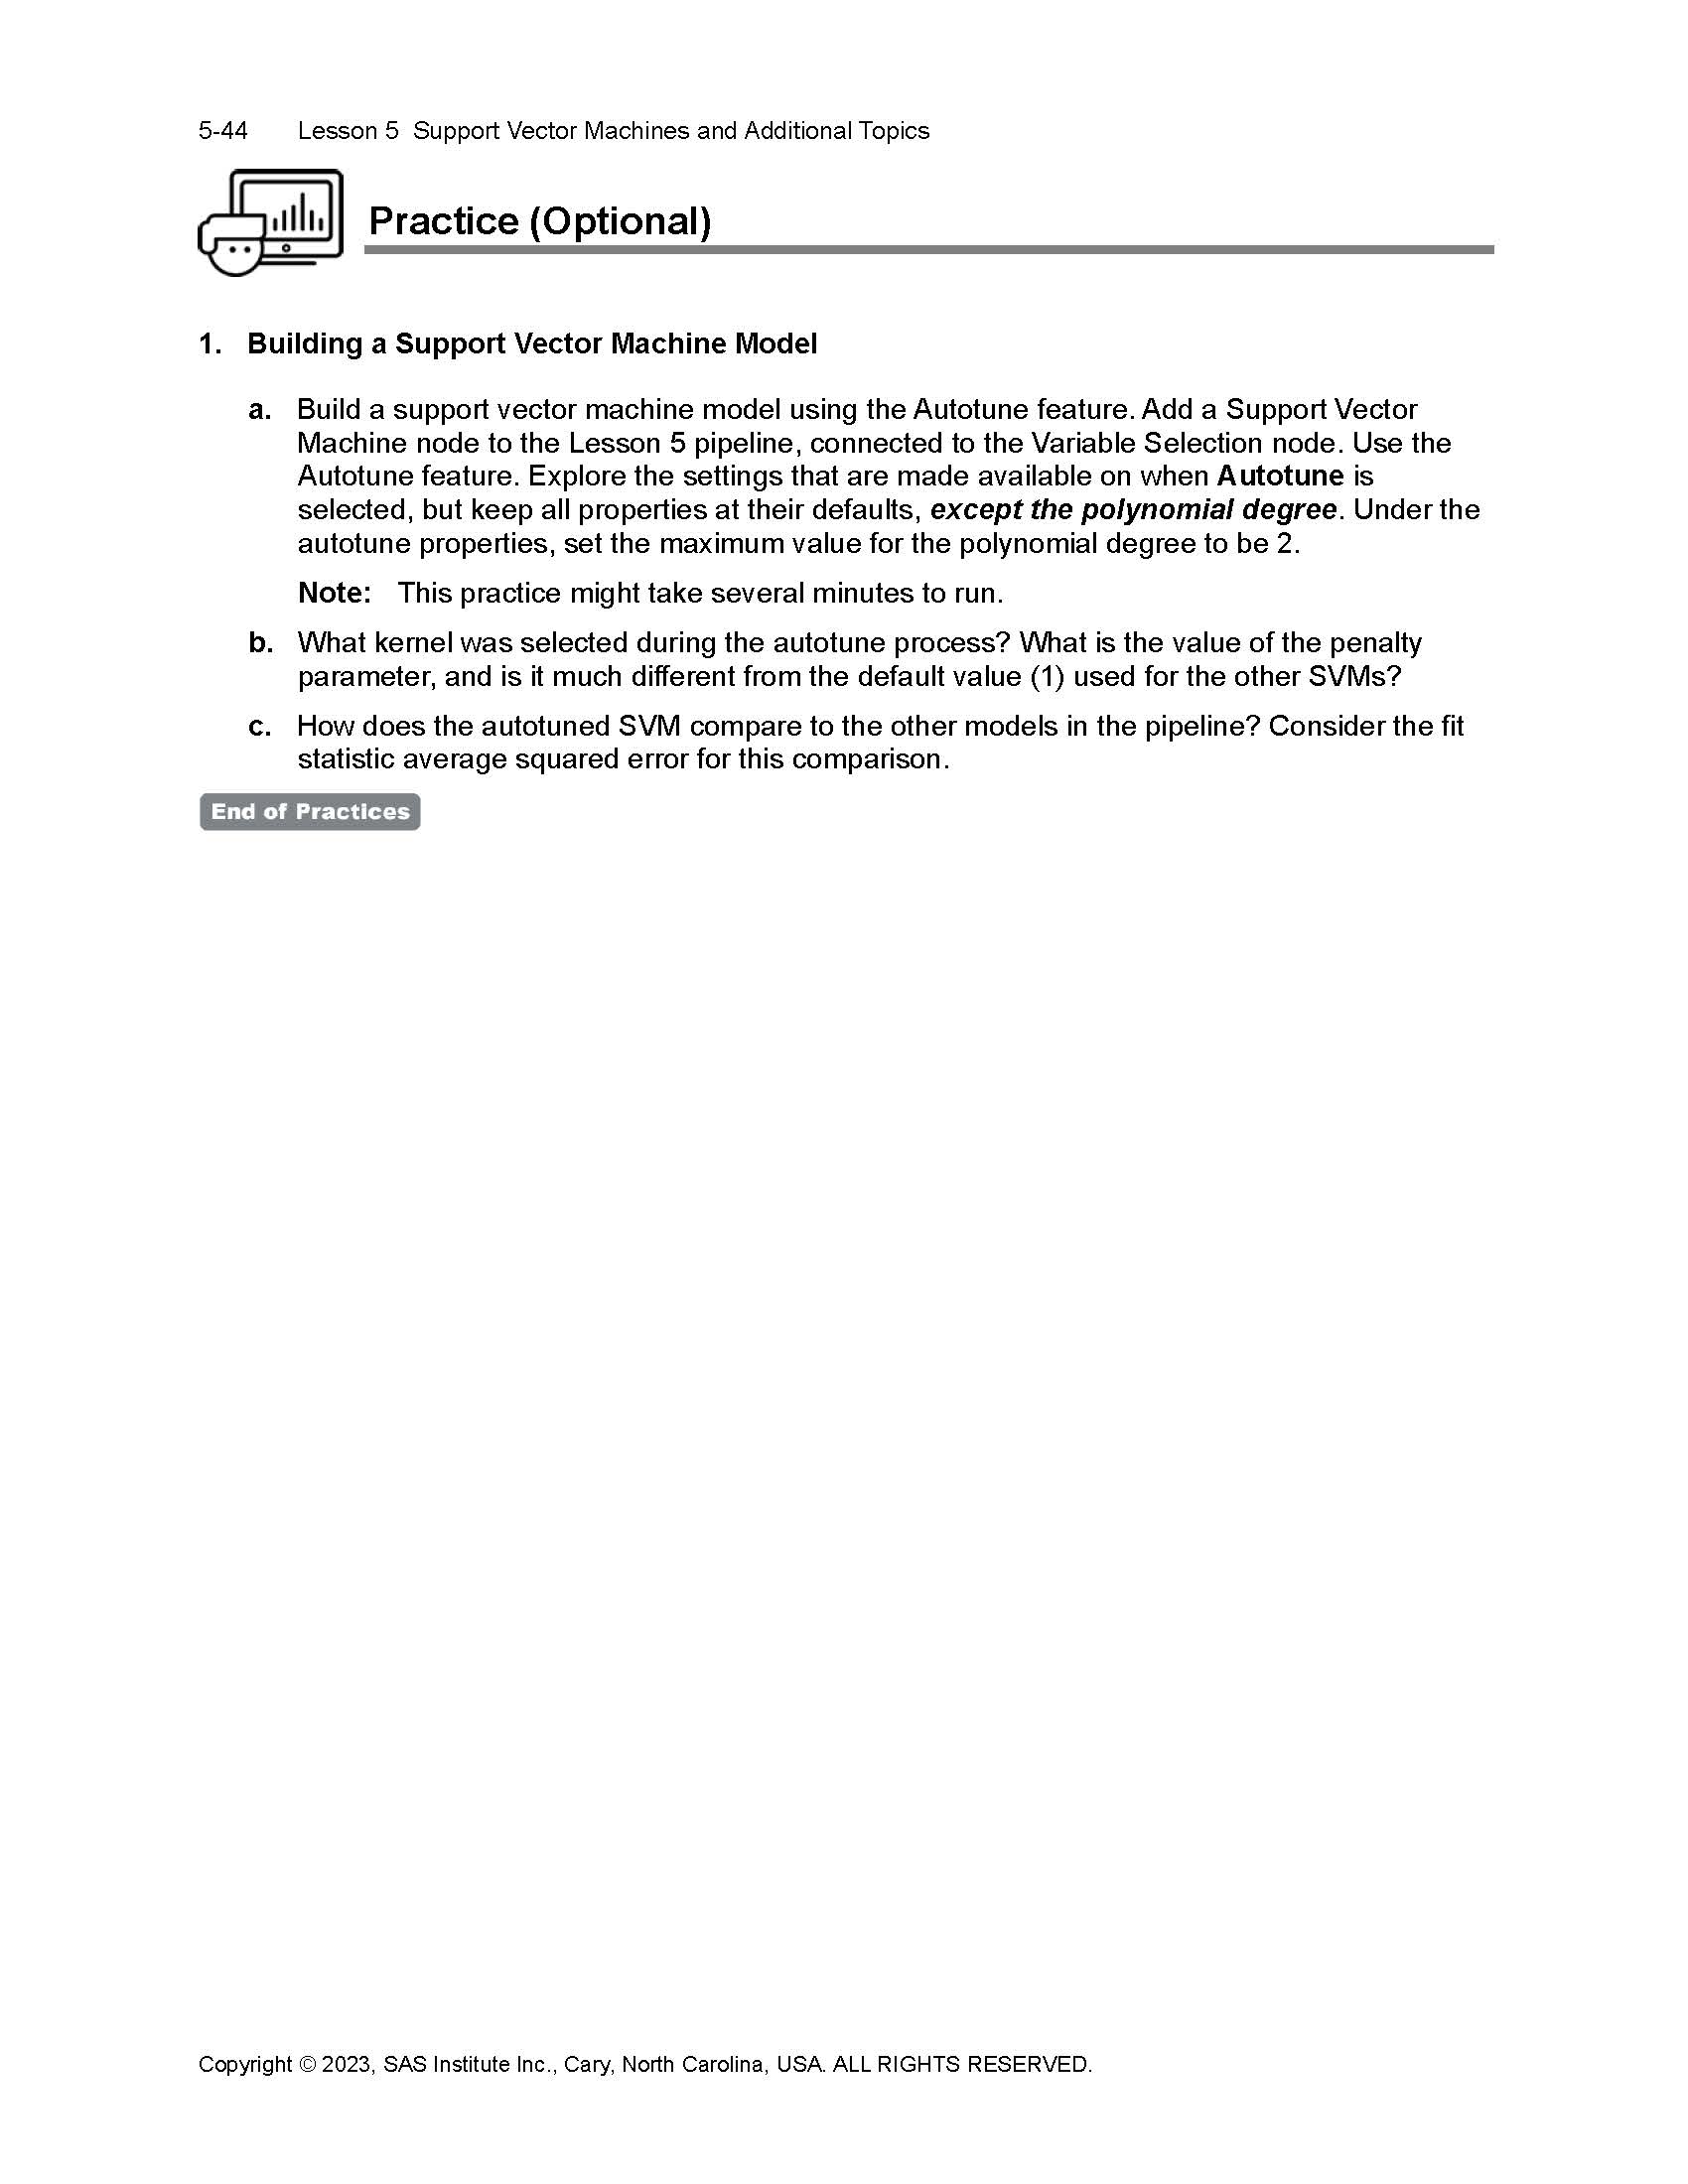 5-44 Lesson 5 Support Vector Machines and Additional Topics
Practice (Optional)
1. Building a Support Vector Machine Model
a. Build a support vector machine model using the Autotune feature. Add a Support Vector
Machine node to the Lesson 5 pipeline, connected to the Variable Selection node. Use the
Autotune feature. Explore the settings that are made available on when Autotune is
selected, but keep all properties at their defaults, except the polynomial degree. Under the
autotune properties, set the maximum value for the polynomial degree to be 2.
Note: This practice might take several minutes to run.
b. What kernel was selected during the autotune process? What is the value of the penalty
parameter, and is it much different from the default value (1) used for the other SVMs?
c. How does the autotuned SVM compare to the other models in the pipeline? Consider the fit
statistic average squared error for this comparison.
End of Practices
Copyright © 2023, SAS Institute Inc., Cary, North Carolina, USA. ALL RIGHTS RESERVED.